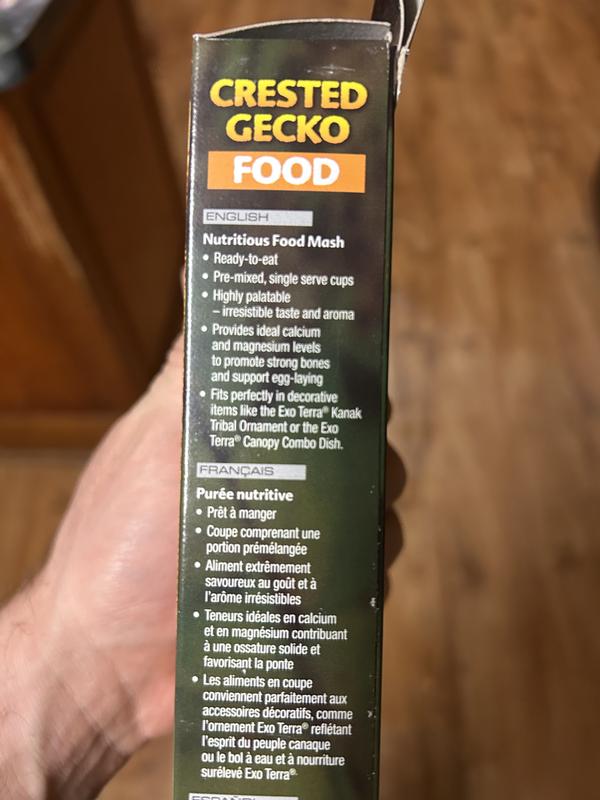 CRESTED
GECKO
FOOD
ENGLISH
Nutritious Food Mash
• Ready-to-eat
• Pre-mixed, single serve cups
• Highly palatable
– irresistible taste and aroma
• Provides ideal calcium
and magnesium levels
to promote strong bones
and support egg-laying
• Fits perfectly in decorative
items like the Exo Terra® Kanak
Tribal Ornament or the Exo
Terra® Canopy Combo Dish.
FRANÇAIS
Purée nutritive
• Prêt à manger
• Coupe comprenant une
portion prémélangée
• Aliment extrêmement
savoureux au goût et à
l'arôme irrésistibles
• Teneurs idéales en calcium
et en magnésium contribuant
à une ossature solide et
favorisant la ponte
• Les aliments en coupe
conviennent parfaitement aux
accessoires décoratifs, comme
l'ornement Exo Terra® reflétant
l'esprit du peuple canaque
ou le bol à eau et à nourriture
surélevé Exo Terra®.
ESPAÑOL